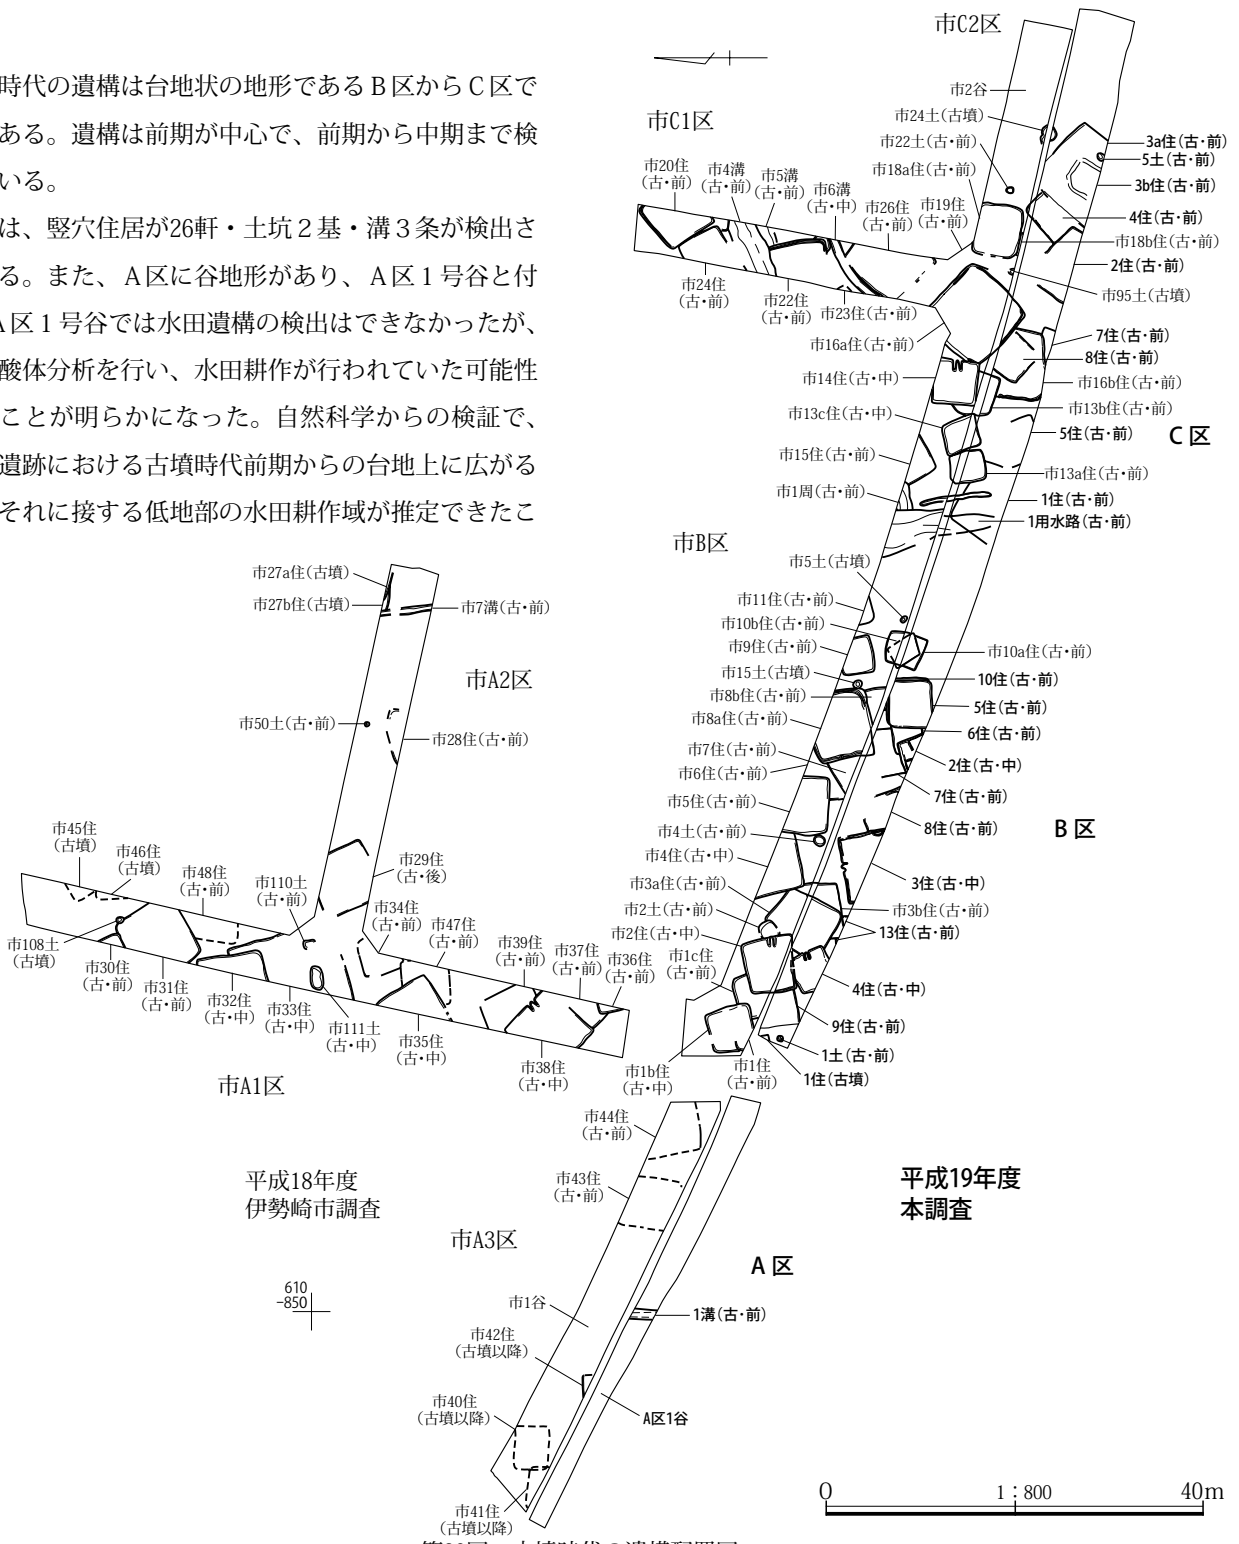 時代の遺構は台地状の地形であるＢ区からＣ区で
ある。遺構は前期が中心で、前期から中期まで検
いる。
は、竪穴住居が26軒・土坑２基・溝３条が検出さ
る。また、Ａ区に谷地形があり、Ａ区１号谷と付
Ａ区１号谷では水田遺構の検出はできなかったが、
酸体分析を行い、水田耕作が行われていた可能性
ことが明らかになった。自然科学からの検証で、
遺跡における古墳時代前期からの台地上に広がる
それに接する低地部の水田耕作域が推定できたこ
市C2区
市2谷
市24土(古墳)
市22土(古・前)
市18a住(古・前)
市C1区
市20住
(古・前)
市4溝
(古・前)
市5溝
(古・前)
市6溝
(古・中)
市26住
(古・前)
市19住
(古・前)
市24住
(古・前)
市22住
(古・前)
市23住(古・前)
市16a住(古・前)
市14住(古・中)
市13c住(古・中)
市15住(古・前)
市1周(古・前)
3a住(古・前)
5土(古・前)
3b住(古・前)
4住(古・前)
市18b住(古・前)
2住(古・前)
市95土(古墳)
7住(古・前)
8住(古・前)
市16b住(古・前)
市13b住(古・前)
5住(古・前)
C区
市13a住(古・前)
1住(古・前)
1用水路(古・前)
市B区
市5土(古墳)
市11住(古・前)
市10b住(古・前)
市9住(古・前)
市15土(古墳)
市8b住(古・前)
市8a住(古・前)
市7住(古・前)
市6住(古・前)
市5住(古・前)
市4土(古・前)
市4住(古・中)
市3a住(古・前)
市2土(古・前)
市2住(古・中)
市1c住
(古・前)
市10a住(古・前)
10住(古・前)
5住(古・前)
6住(古・前)
2住(古・中)
7住(古・前)
8住(古・前)
B区
3住(古・中)
市3b住(古・前)
13住(古・前)
4住(古・中)
9住(古・前)
1土(古・前)
1住(古墳)
市1b住
(古・中)
市1住
(古・前)
市27a住(古墳)
市27b住(古墳)
市7溝(古・前)
市A2区
市50土(古・前)
市28住(古・前)
市45住
(古墳)
市46住
(古墳)
市48住
(古・前)
市110土
(古・前)
市29住
(古・後)
市34住
(古・前)
市47住
(古・前)
市39住
(古・前)
市37住
(古・前)
市36住
(古・前)
市108土
(古墳)
市30住
(古・前)
市31住
(古・前)
市32住
(古・中)
市33住
(古・中)
市111土
(古・中)
市35住
(古・中)
市38住
(古・中)
市A1区
市44住
(古・前)
市43住
(古・前)
平成18年度
伊勢崎市調査
平成19年度
本調査
市A3区
A区
610
-850
市1谷
1溝(古・前)
市42住
(古墳以降)
市40住
(古墳以降)
A区1谷
市41住
(古墳以降)
0
1：800
40m